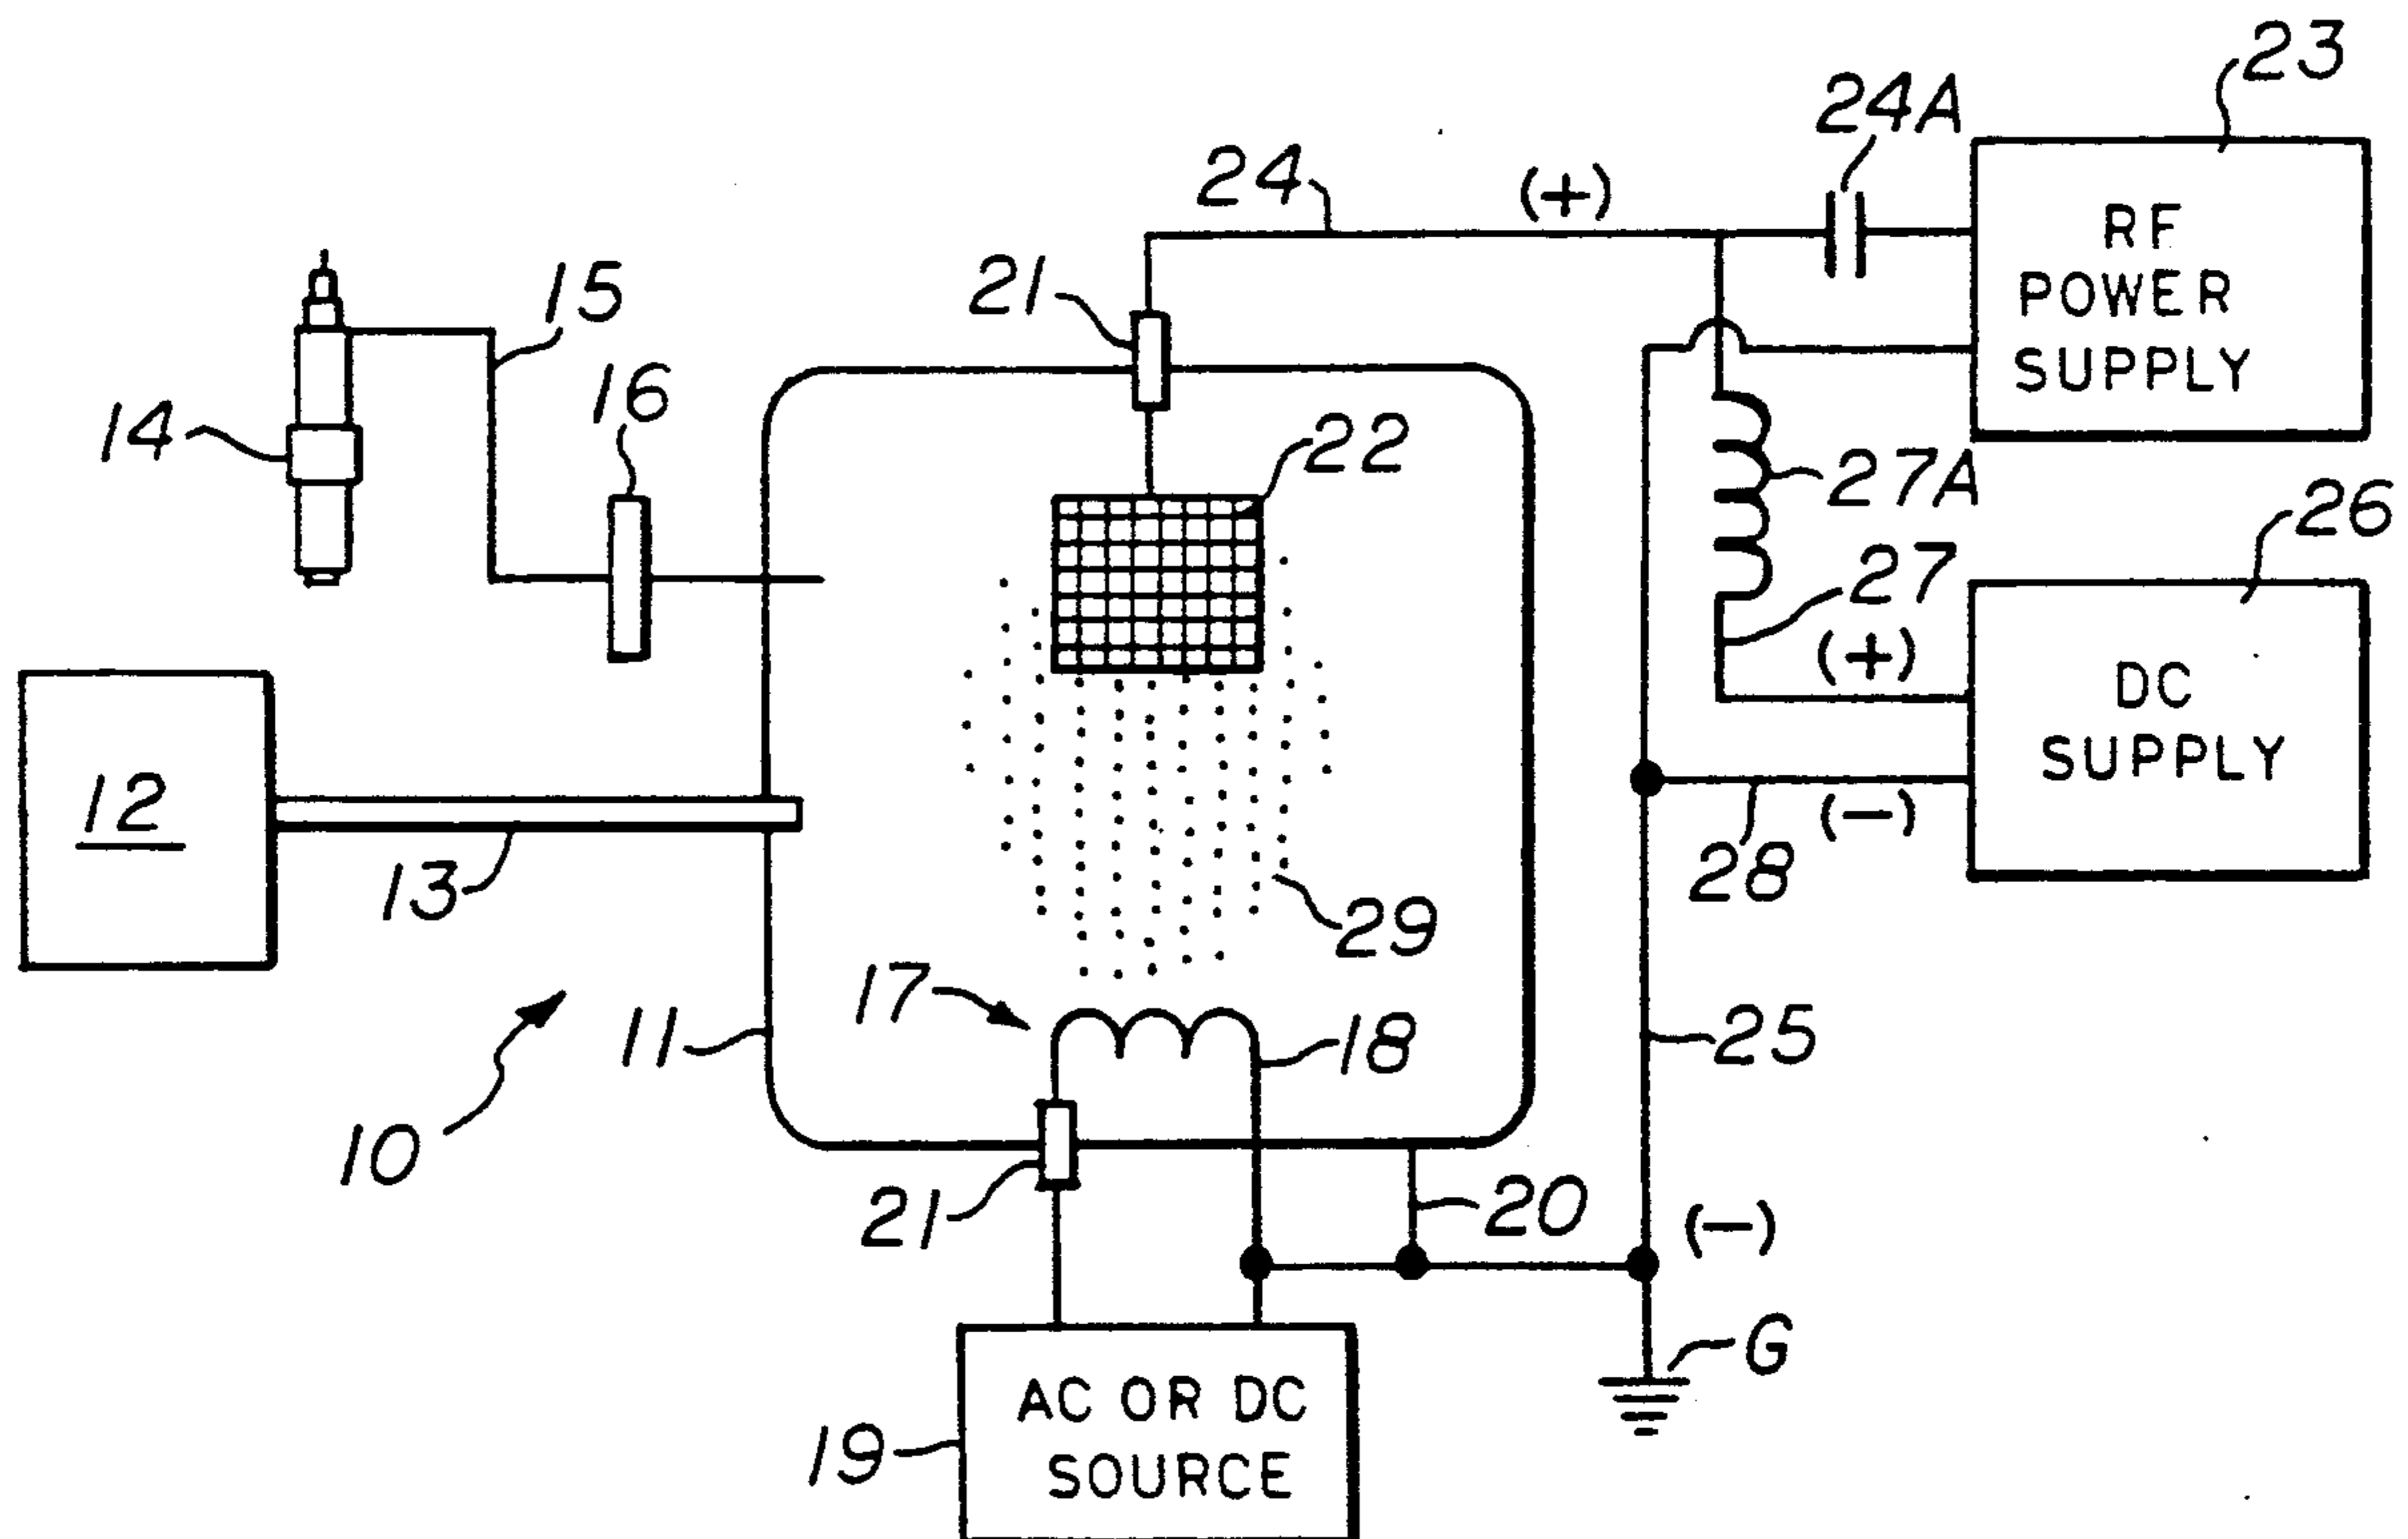 23
24A
24
(+)
RF
POWER
SUPPLY
21
15
16
14
22
27A
26
27
(+)
DC
SUPPLY
12
(-)
13
28
29
17
11
18
25
10
21
20
(-)
G
AC OR DC
SOURCE
19